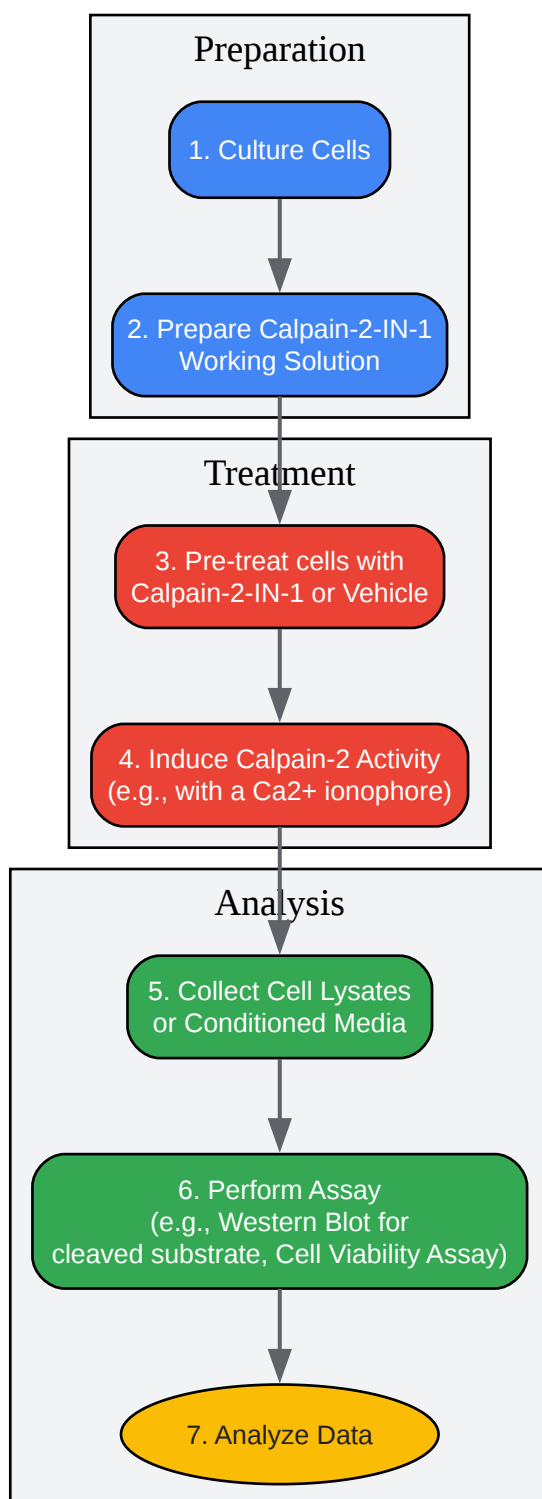 Preparation
1. Culture Cells
2. Prepare Calpain-2-IN-1
Working Solution
Treatment
3. Pre-treat cells with
Calpain-2-IN-1 or Vehicle
4. Induce Calpain-2 Activity
(e.g., with a Ca2+ ionophore)
Analysis
5. Collect Cell Lysates
or Conditioned Media
6. Perform Assay
(e.g., Western Blot for
cleaved substrate, Cell Viability Assay)
7. Analyze Data